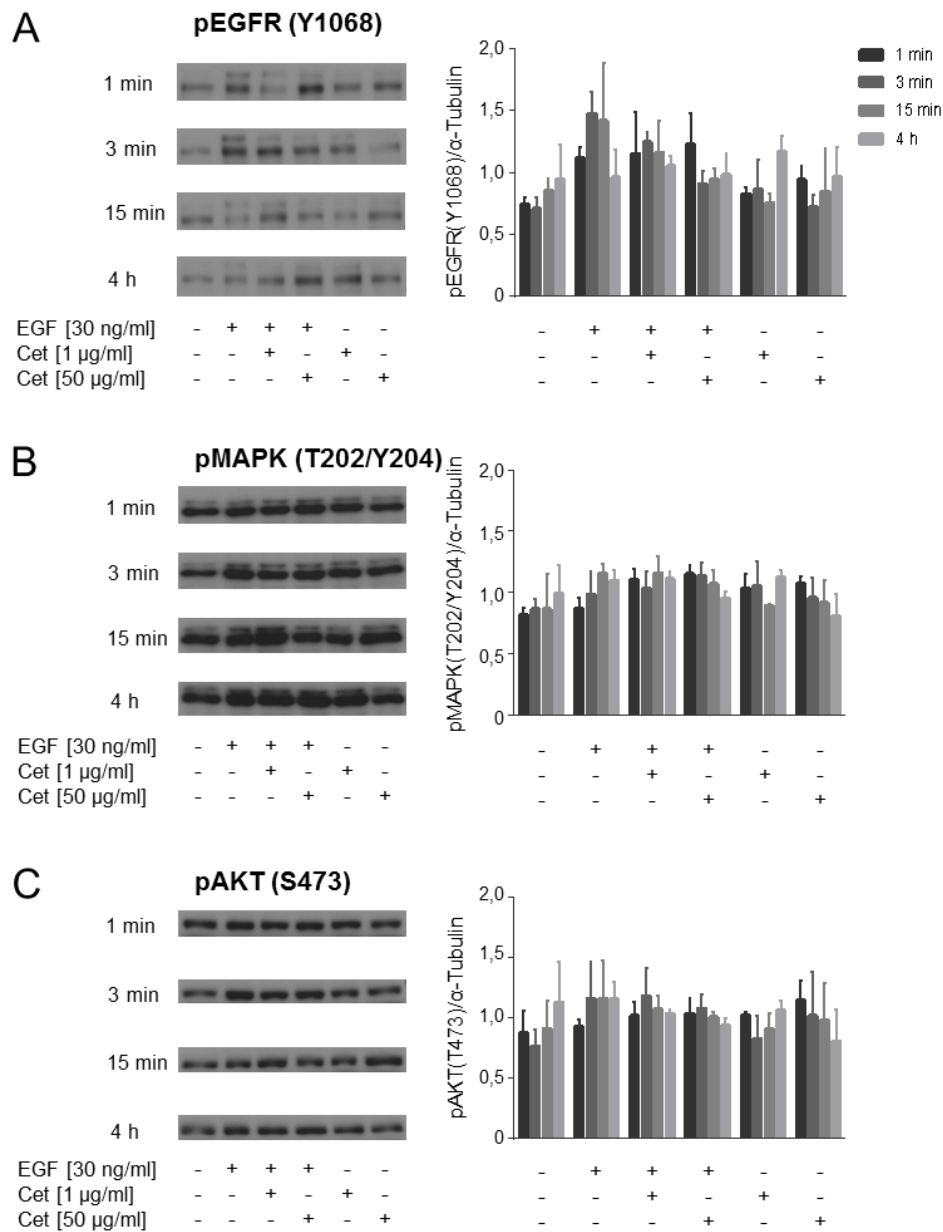 A
pEGFR (Y1068)
1 min
3 min
15 min
4 h
EGF [30 ng/ml] - + + + - -
Cet [1 µg/ml] - - + - + -
Cet [50 µg/ml] - - - + - +
pEGFR(Y1068)/α-Tubulin
2,0
1,5
1,0
0,5
0
- + + + - -
- - + - + -
- - - + - +
1 min
3 min
15 min
4 h
B
pMAPK (T202/Y204)
1 min
3 min
15 min
4 h
EGF [30 ng/ml] - + + + - -
Cet [1 µg/ml] - - + - + -
Cet [50 µg/ml] - - - + - +
pMAPK(T202/Y204)/α-Tubulin
2,0
1,5
1,0
0,5
0
- + + + - -
- - + - + -
- - - + - +
C
pAKT (S473)
1 min
3 min
15 min
4 h
EGF [30 ng/ml] - + + + - -
Cet [1 µg/ml] - - + - + -
Cet [50 µg/ml] - - - + - +
pAKT(T473)/α-Tubulin
2,0
1,5
1,0
0,5
0
- + + + - -
- - + - + -
- - - + - +